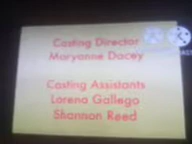 Casting Director
Maryanne Dacey
Casting Assistants
Lorena Gallego
Shannon Reed